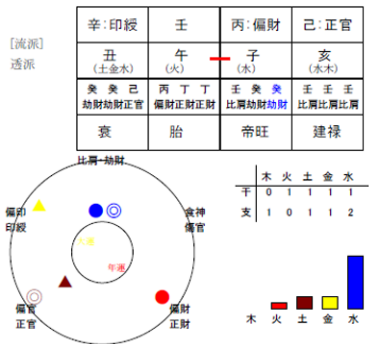 [流派]
透派
辛:印綬 壬 丙:偏財 己:正官
丑 午 子 亥
(土金水) (火) (水) (水木)
癸 癸 己 丙 丁 丁 壬 癸 癸 壬 壬 壬
劫財劫財正官 偏財正財正財 比肩劫財劫財 比肩比肩比肩
衰 胎 帝旺 建禄
比肩・劫財
偏印
印綬
食神
傷官
大運
年運
偏官
正官
偏財
正財
木 火 土 金 水
干 0 1 1 1 1
支 1 0 1 1 2
木 火 土 金 水